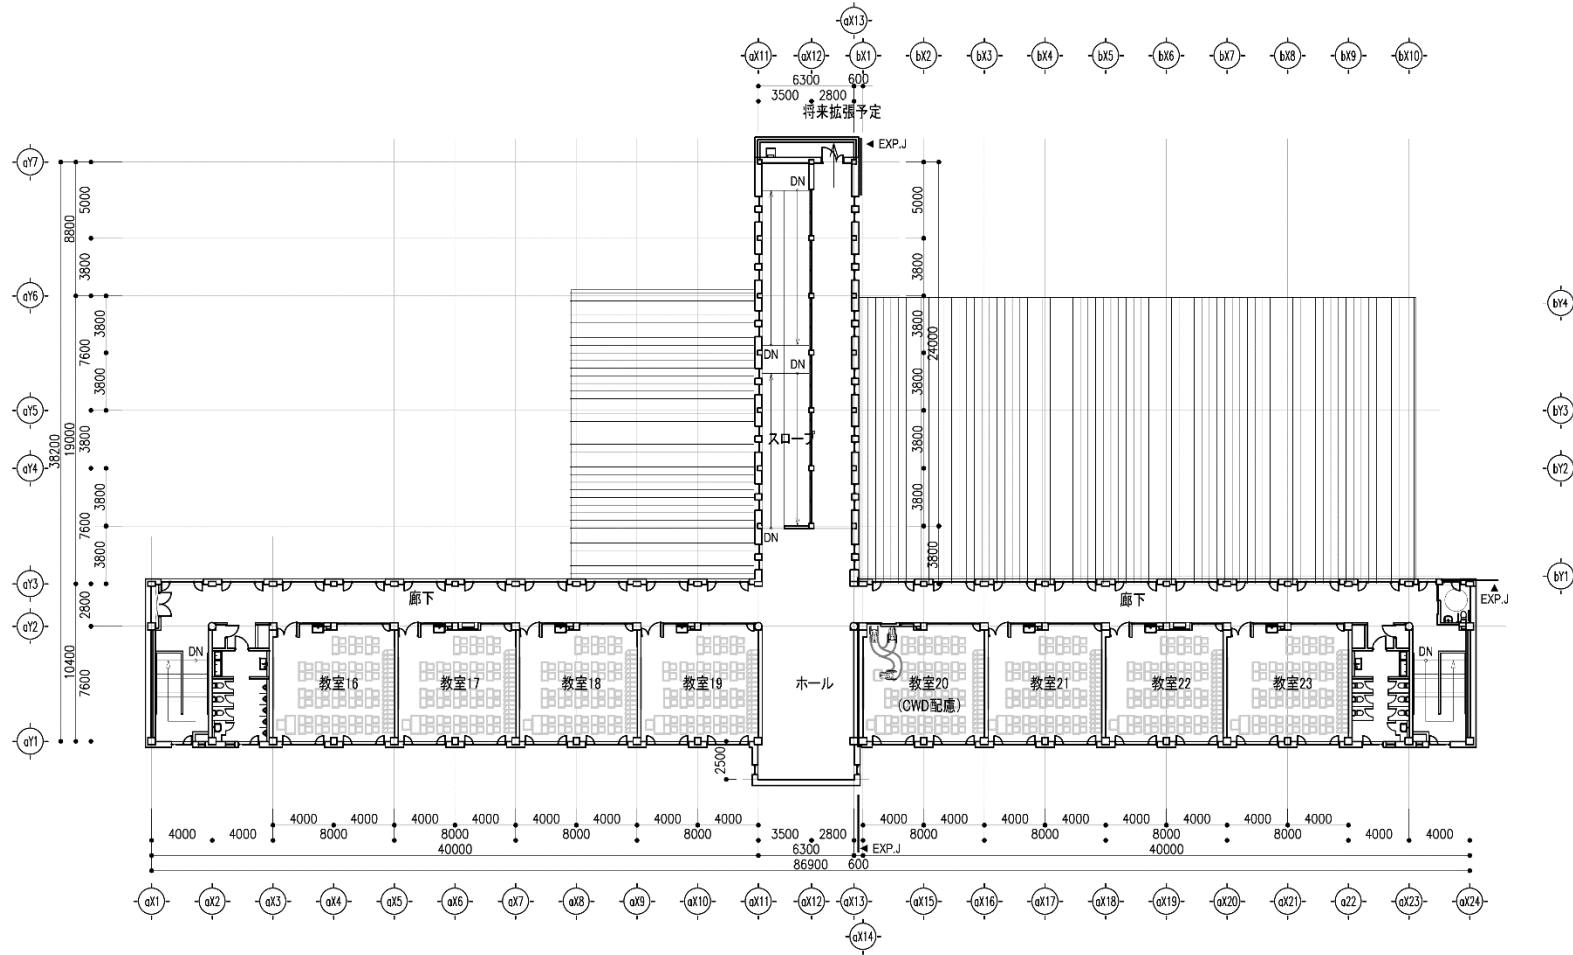 aX13
aX11 aX12 bX1 bX2 bX3 bX4 bX5 bX6 bX7 bX8 bX9 bX10
6300 600
3500 2800
将来拡張予定
EXP.J
aY7
DN
5000 5000
8800
3800 3800
aY6 bY4
3800 3800
7600 24000
DN
DN
3800 3800
aY5 bY3
38200 19000
3800 スロープ 3800
aY4 bY2
3800 3800
7600
DN
3800 3800
aY3 bY1
2800 廊下 廊下 EXP.J
aY2
DN DN
10400
7600
教室16 教室17 教室18 教室19 ホール 教室20 教室21 教室22 教室23
(CWD配慮)
aY1
2500
4000 4000 4000 4000 4000 4000 4000 4000 4000 4000 4000 4000 4000 4000 4000 4000
4000 4000 8000 8000 8000 8000 3500 2800 8000 8000 8000 8000 4000 4000
40000 6300 EXP.J 40000
86900 600
aX1 aX2 aX3 aX4 aX5 aX6 aX7 aX8 aX9 aX10 aX11 aX12 aX13 aX15 aX16 aX17 aX18 aX19 aX20 aX21 a22 aX23 aX24
aX14